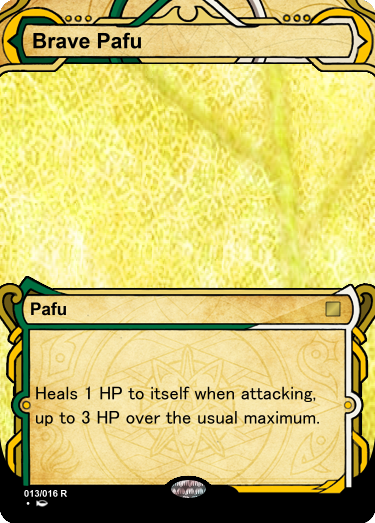 Brave Pafu
Pafu
Heals 1 HP to itself when attacking,
up to 3 HP over the usual maximum.
013/016 R
•